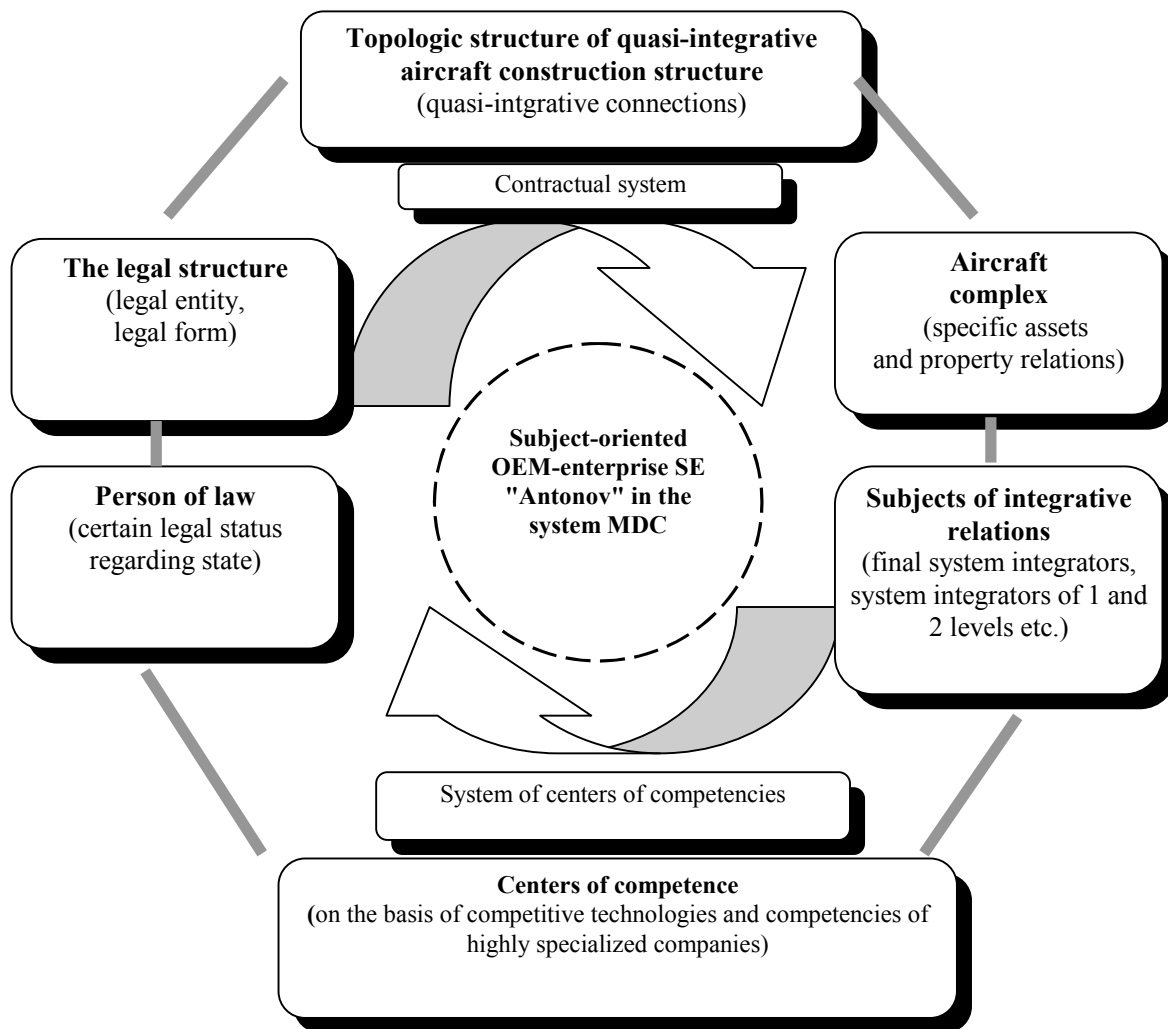 Topologic structure of quasi-integrative
aircraft construction structure
(quasi-intgrative connections)
Contractual system
The legal structure
(legal entity,
legal form)
Aircraft
complex
(specific assets
and property relations)
Subject-oriented
OEM-enterprise SE
"Antonov" in the
system MDC
Person of law
(certain legal status
regarding state)
Subjects of integrative
relations
(final system integrators,
system integrators of 1 and
2 levels etc.)
System of centers of competencies
Centers of competence
(on the basis of competitive technologies and competencies of
highly specialized companies)